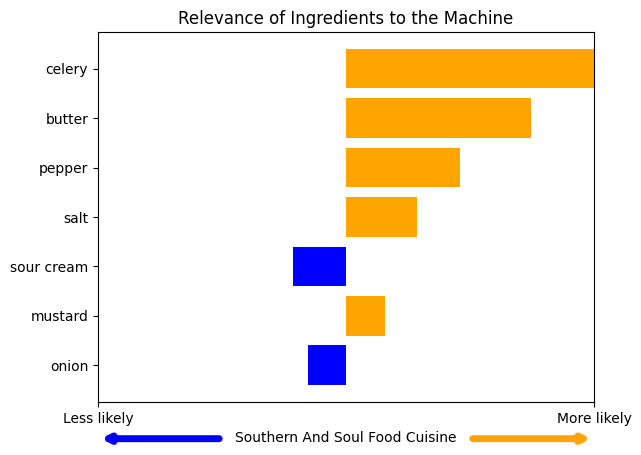 Relevance of Ingredients to the Machine
celery
butter
pepper
salt
sour cream
mustard
onion
Less likely
More likely
Southern And Soul Food Cuisine